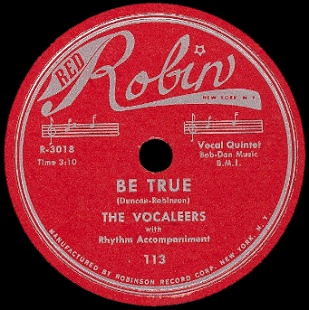 RED Robin
NEW YORK, N. Y.
R-3018
Time 3:10
Vocal Quintet
Bob-Dan Music
B.M.I.
BE TRUE
(Duncan-Robinson)
THE VOCALEERS
with
Rhythm Accompaniment
113
MANUFACTURED BY ROBINSON RECORD CORP. NEW YORK, N. Y.